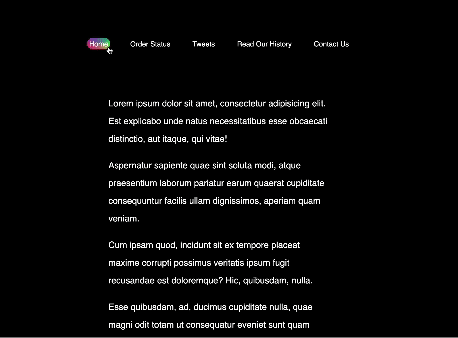 Home Order Status Tweets Read Our History Contact Us
Lorem ipsum dolor sit amet, consectetur adipisicing elit.
Est explicabo unde natus necessitatibus esse obcaecati
distinctio, aut itaque, qui vitae!
Aspernatur sapiente quae sint soluta modi, atque
praesentium laborum pariatur earum quaerat cupiditate
consequuntur facilis ullam dignissimos, aperiam quam
veniam.
Cum ipsam quod, incidunt sit ex tempore placeat
maxime corrupti possimus veritatis ipsum fugit
recusandae est doloremque? Hic, quibusdam, nulla.
Esse quibusdam, ad, ducimus cupiditate nulla, quae
magni odit totam ut consequatur eveniet sunt quam